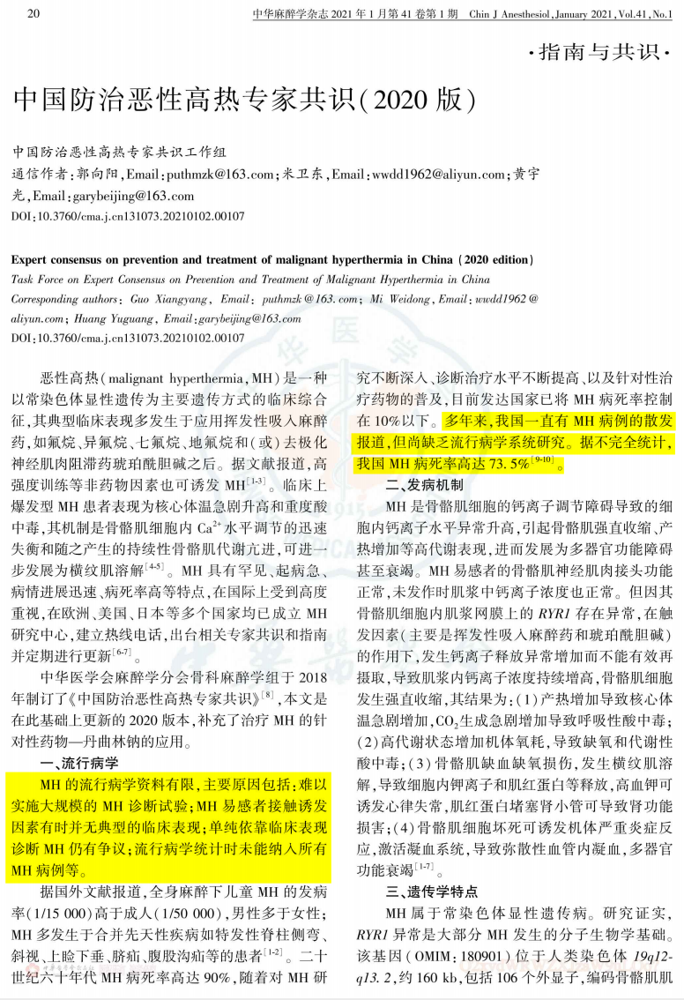 20
中华麻醉学杂志 2021 年 1 月第 41 卷第 1 期 Chin J Anesthesiol,January 2021,Vol.41,No.1
·指南与共识·
中国防治恶性高热专家共识(2020 版)
中国防治恶性高热专家共识工作组
通信作者:郭向阳,Email:puthmzk@163.com;米卫东,Email:wwdd1962@aliyun.com;黄宇
光,Email:garybeijing@163.com
DOI:10.3760/cma.j.cn131073.20210102.00107
Expert consensus on prevention and treatment of malignant hyperthermia in China (2020 edition)
Task Force on Expert Consensus on Prevention and Treatment of Malignant Hyperthermia in China
Corresponding authors: Guo Xiangyang, Email: puthmzk@163.com; Mi Weidong, Email: wwdd1962@
aliyun.com; Huang Yuguang, Email:garybeijing@163.com
DOI:10.3760/cma.j.cn131073.20210102.00107
恶性高热(malignant hyperthermia,MH)是一种
以常染色体显性遗传为主要遗传方式的临床综合
征,其典型临床表现多发生于应用挥发性吸入麻醉
药,如氟烷、异氟烷、七氟烷、地氟烷和(或)去极化
神经肌肉阻滞药琥珀酰胆碱之后。据文献报道,高
强度训练等非药物因素也可诱发 MH[1-3]。临床上
爆发型 MH 患者表现为核心体温急剧升高和重度酸
中毒,其机制是骨骼肌细胞内 Ca2+水平调节的迅速
失衡和随之产生的持续性骨骼肌代谢亢进,可进一
步发展为横纹肌溶解[4-5]。MH 具有罕见、起病急、
病情进展迅速、病死率高等特点,在国际上受到高度
重视,在欧洲、美国、日本等多个国家均已成立 MH
研究中心,建立热线电话,出台相关专家共识和指南
并定期进行更新[6-7]。
中华医学会麻醉学分会骨科麻醉学组于 2018
年制订了《中国防治恶性高热专家共识》[8],本文是
在此基础上更新的 2020 版本,补充了治疗 MH 的针
对性药物—丹曲林钠的应用。
一、流行病学
MH 的流行病学资料有限,主要原因包括:难以
实施大规模的 MH 诊断试验;MH 易感者接触诱发
因素有时并无典型的临床表现;单纯依靠临床表现
诊断 MH 仍有争议;流行病学统计时未能纳入所有
MH 病例等。
据国外文献报道,全身麻醉下儿童 MH 的发病
率(1/15 000)高于成人(1/50 000),男性多于女性;
MH 多发生于合并先天性疾病如特发性脊柱侧弯、
斜视、上睑下垂、脐疝、腹股沟疝等的患者[1-2]。二十
世纪六十年代 MH 病死率高达 90%,随着对 MH 研
究不断深入、诊断治疗水平不断提高、以及针对性治
疗药物的普及,目前发达国家已将 MH 病死率控制
在 10%以下。多年来,我国一直有 MH 病例的散发
报道,但尚缺乏流行病学系统研究。据不完全统计,
我国 MH 病死率高达 73.5%[9-10]。
二、发病机制
MH 是骨骼肌细胞的钙离子调节障碍导致的细
胞内钙离子水平异常升高,引起骨骼肌强直收缩、产
热增加等高代谢表现,进而发展为多器官功能障碍
甚至衰竭。MH 易感者的骨骼肌神经肌肉接头功能
正常,未发作时肌浆中钙离子浓度也正常。但因其
骨骼肌细胞内肌浆网膜上的 RYR1 存在异常,在触
发因素(主要是挥发性吸入麻醉药和琥珀酰胆碱)
的作用下,发生钙离子释放异常增加而不能有效再
摄取,导致肌浆内钙离子浓度持续增高,骨骼肌细胞
发生强直收缩,其结果为:(1)产热增加导致核心体
温急剧增加,CO2生成急剧增加导致呼吸性酸中毒;
(2)高代谢状态增加机体氧耗,导致缺氧和代谢性
酸中毒;(3)骨骼肌缺血缺氧损伤,发生横纹肌溶
解,导致细胞内钾离子和肌红蛋白等释放,高血钾可
诱发心律失常,肌红蛋白堵塞肾小管可导致肾功能
损害;(4)骨骼肌细胞坏死可诱发机体严重炎症反
应,激活凝血系统,导致弥散性血管内凝血,多器官
功能衰竭[1-7]。
三、遗传学特点
MH 属于常染色体显性遗传病。研究证实,
RYR1 异常是大部分 MH 发生的分子生物学基础。
该基因(OMIM:180901)位于人类染色体 19q12-
q13.2,约 160 kb,包括 106 个外显子,编码骨骼肌肌